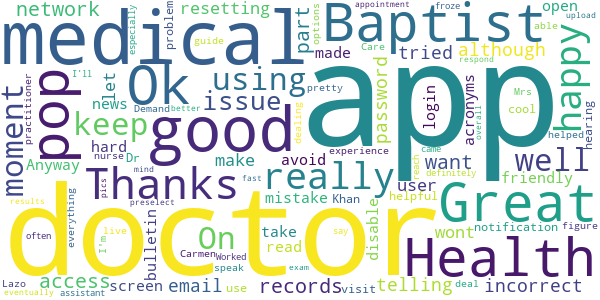 network
resetting
problem
especially
options
appointment
guide
froze
able
open
upload
medical
Baptist
part
made
Care
tried
although
respond
happy
Ok
using
I'll
let
pop
practitioner
news
Demand
better
issue
password
login
acronyms
Mrs
cool
overall
helped
hearing
app
keep
good
dealing
pretty
moment
Anyway
hard
nurse
Dr
make
avoid
experience
came
want
well
reach
definitely
mind
fast
user
friendly
Thanks
really
mistake
Khan
helpful
doctor
pics
preselect
Great
results
everything
I'm
live
bulletin
On
take
read
say
disable
wont
notification
figure
Health
often
access
Carmen
Worked
speak
exam
records
visit
telling
deal
incorrect
Lazo
eventually
assistant
screen
email
use